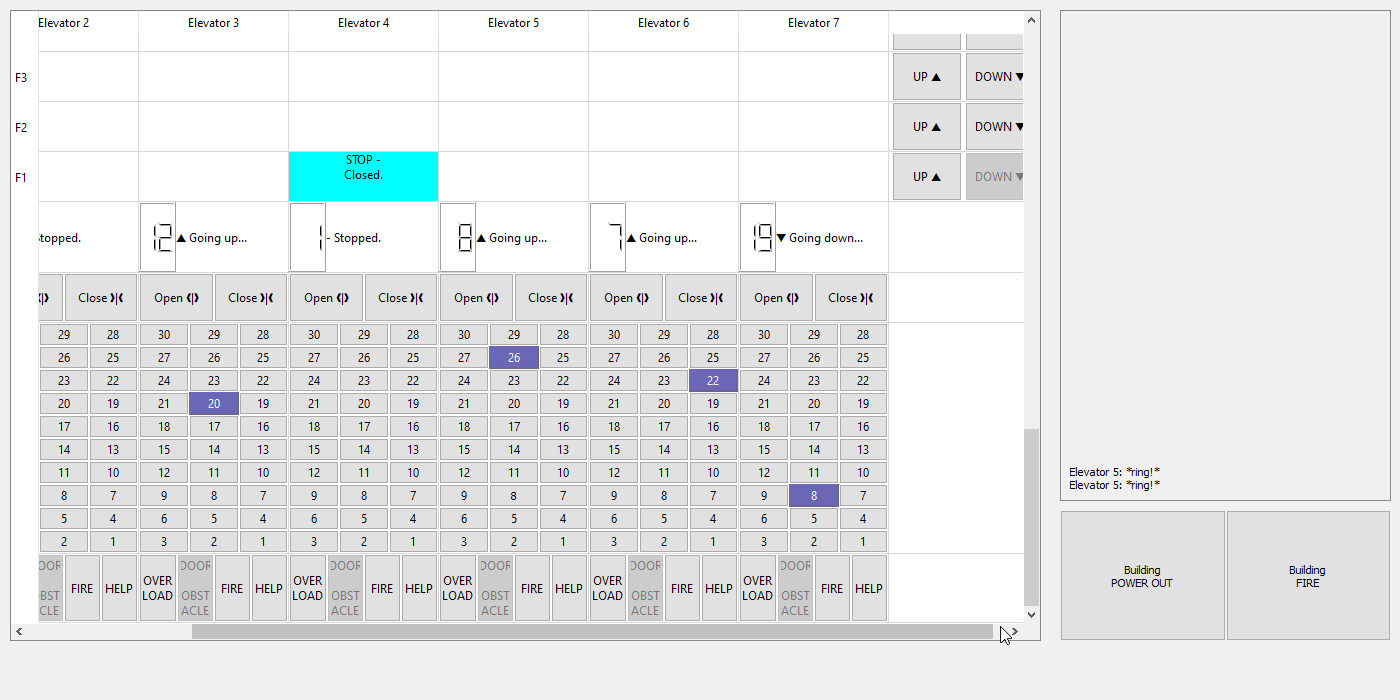 Elevator 2 Elevator 3 Elevator 4 Elevator 5 Elevator 6 Elevator 7
F3 UP ▲ DOWN ▼
F2 UP ▲ DOWN ▼
F1 STOP - UP ▲ DOWN ▼
Closed.
Stopped. 12 ▲ Going up... 1 - Stopped. 8 ▲ Going up... 7 ▲ Going up... 19 ▼ Going down...
Close Open Close Open Close Open Close Open Close Open Close
29 28 30 29 28 30 29 28 30 29 28 30 29 28 30 29 28
26 25 27 26 25 27 26 25 27 26 25 27 26 25 27 26 25
23 22 24 23 22 24 23 22 24 23 22 24 23 22 24 23 22
20 19 21 20 19 21 20 19 21 20 19 21 20 19 21 20 19
17 16 18 17 16 18 17 16 18 17 16 18 17 16 18 17 16
14 13 15 14 13 15 14 13 15 14 13 15 14 13 15 14 13
11 10 12 11 10 12 11 10 12 11 10 12 11 10 12 11 10
8 7 9 8 7 9 8 7 9 8 7 9 8 7 9 8 7
5 4 6 5 4 6 5 4 6 5 4 6 5 4 6 5 4
2 1 3 2 1 3 2 1 3 2 1 3 2 1 3 2 1
DOOR OBSTACLE FIRE HELP OVER LOAD DOOR OBST ACLE FIRE HELP OVER LOAD DOOR OBST ACLE FIRE HELP OVER LOAD DOOR OBST ACLE FIRE HELP OVER LOAD DOOR OBST ACLE FIRE HELP OVER LOAD DOOR OBST ACLE FIRE HELP
Elevator 5: *ring!*
Elevator 5: *ring!*
Building
POWER OUT
Building
FIRE